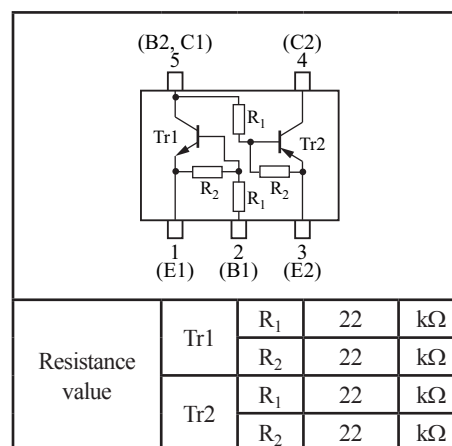 (B2, C1) (C2)
5 4
R1
Tr1 Tr2
R2 R2
R1
1 2 3
(E1) (B1) (E2)
Resistance value
Tr1 R1 22 kΩ
R2 22 kΩ
Tr2 R1 22 kΩ
R2 22 kΩ